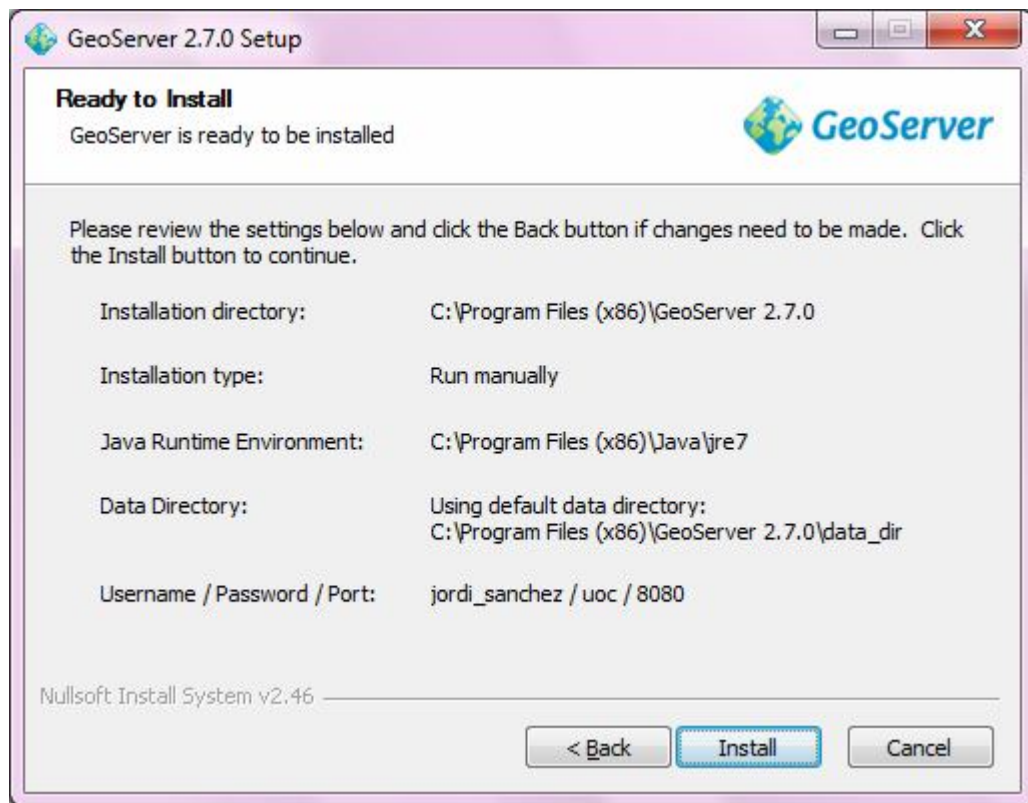 GeoServer 2.7.0 Setup
Ready to Install
GeoServer is ready to be installed
GeoServer
Please review the settings below and click the Back button if changes need to be made. Click
the Install button to continue.
Installation directory: C:\Program Files (x86)\GeoServer 2.7.0
Installation type: Run manually
Java Runtime Environment: C:\Program Files (x86)\Java\jre7
Data Directory: Using default data directory:
C:\Program Files (x86)\GeoServer 2.7.0\data_dir
Username / Password / Port: jordi_sanchez / uoc / 8080
Nullsoft Install System v2.46
< Back Install Cancel